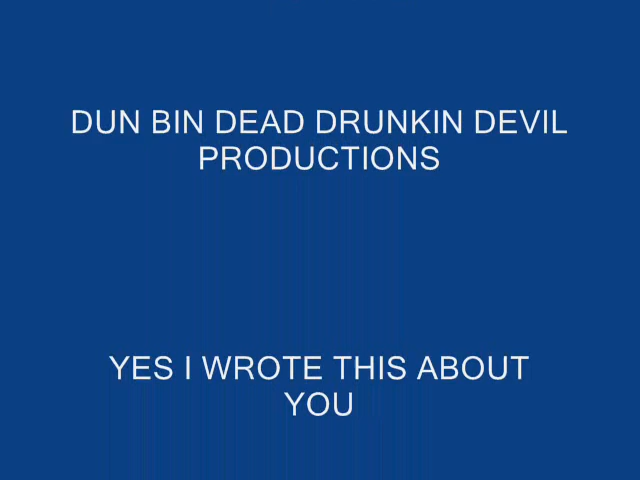 DUN BIN DEAD DRUNKIN DEVIL
PRODUCTIONS
YES I WROTE THIS ABOUT
YOU